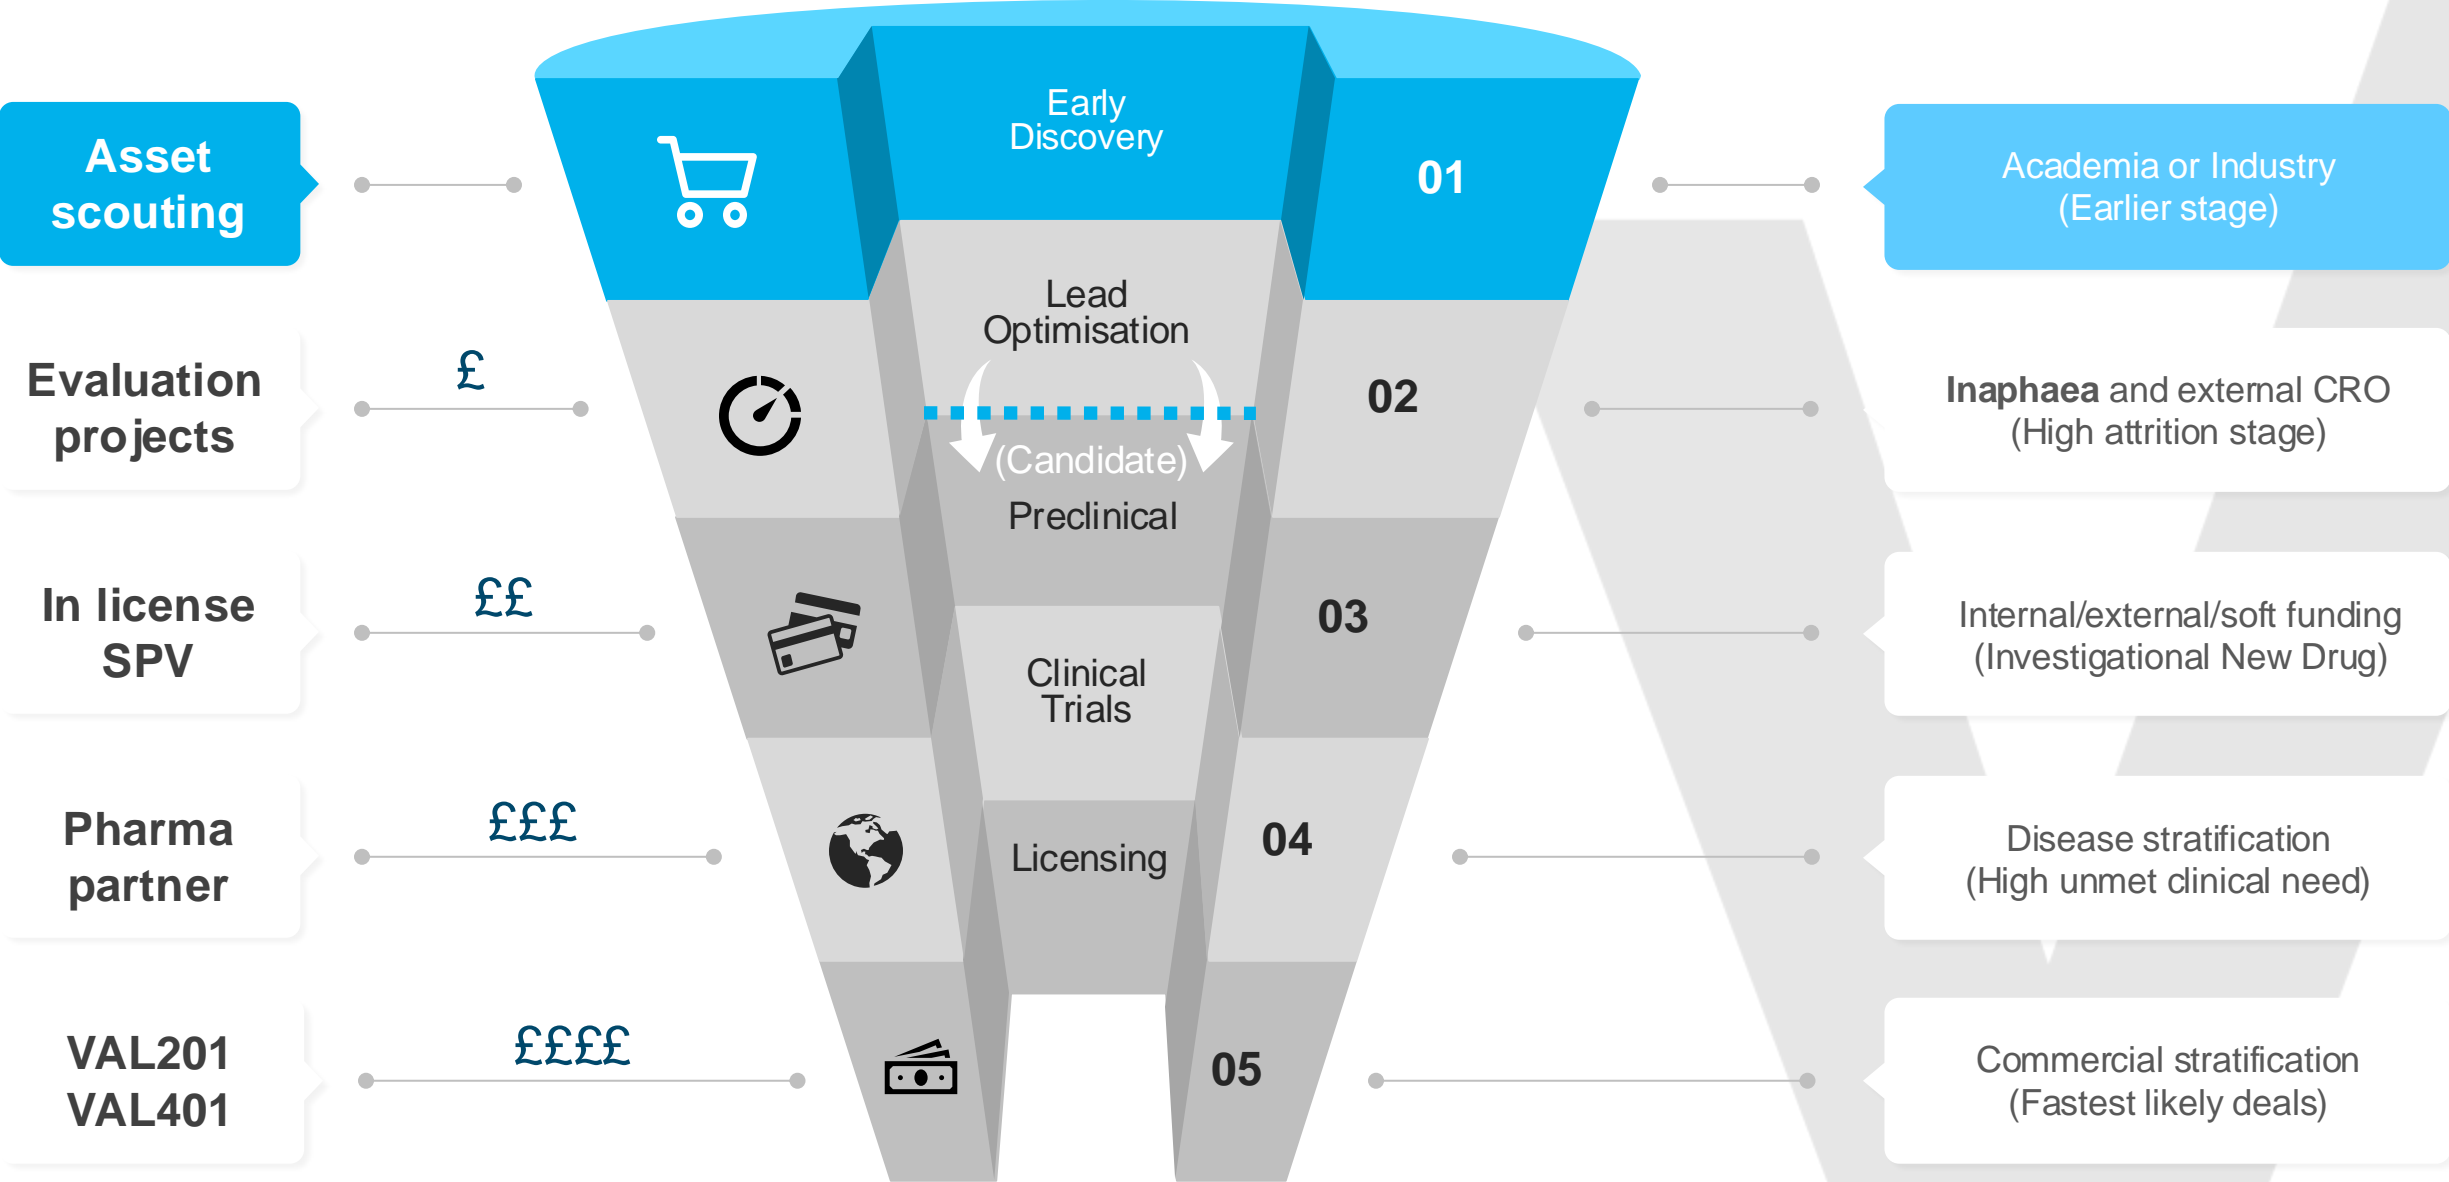 Asset
scouting
Early
Discovery
01
Academia or Industry
(Earlier stage)
Evaluation
projects
£
Lead
Optimisation
02
Inaphaea and external CRO
(High attrition stage)
(Candidate)
Preclinical
In license
SPV
££
03
Internal/external/soft funding
(Investigational New Drug)
Clinical
Trials
Pharma
partner
£££
Licensing
04
Disease stratification
(High unmet clinical need)
VAL201
VAL401
££££
05
Commercial stratification
(Fastest likely deals)